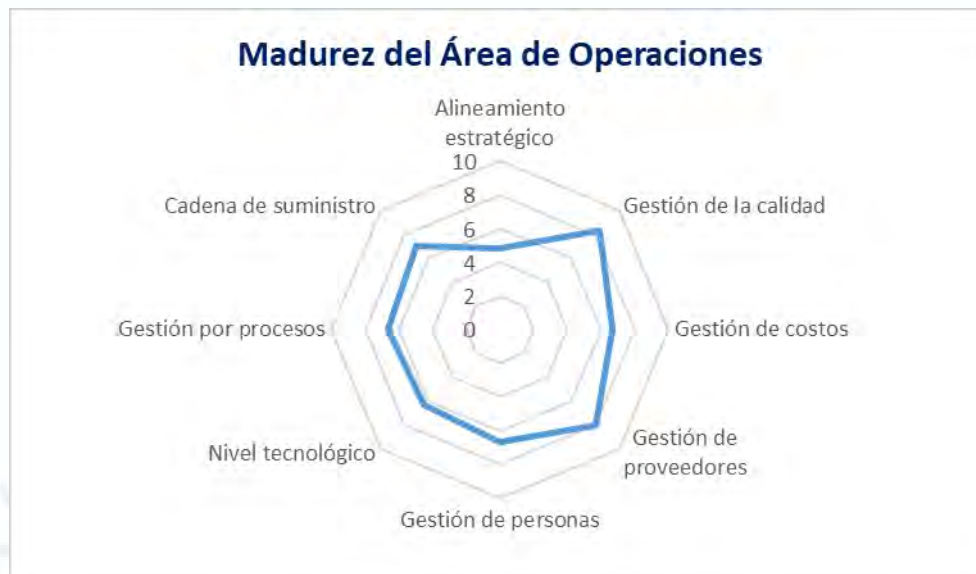 Madurez del Área de Operaciones
Alineamiento
estratégico
10
8
6
4
2
0
Gestión de la calidad
Gestión de costos
Gestión de
proveedores
Gestión de personas
Nivel tecnológico
Gestión por procesos
Cadena de suministro